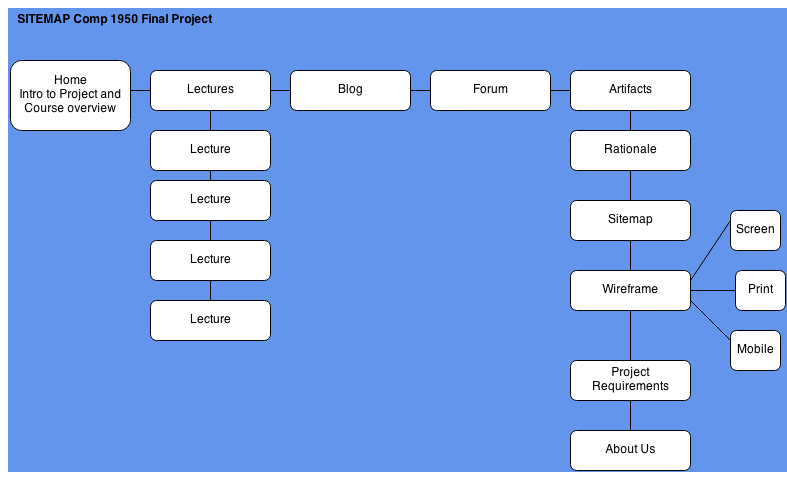 SITEMAP Comp 1950 Final Project
Home
Intro to Project and
Course overview
Lectures
Blog
Forum
Artifacts
Lecture
Lecture
Lecture
Lecture
Rationale
Sitemap
Wireframe
Screen
Print
Mobile
Project
Requirements
About Us